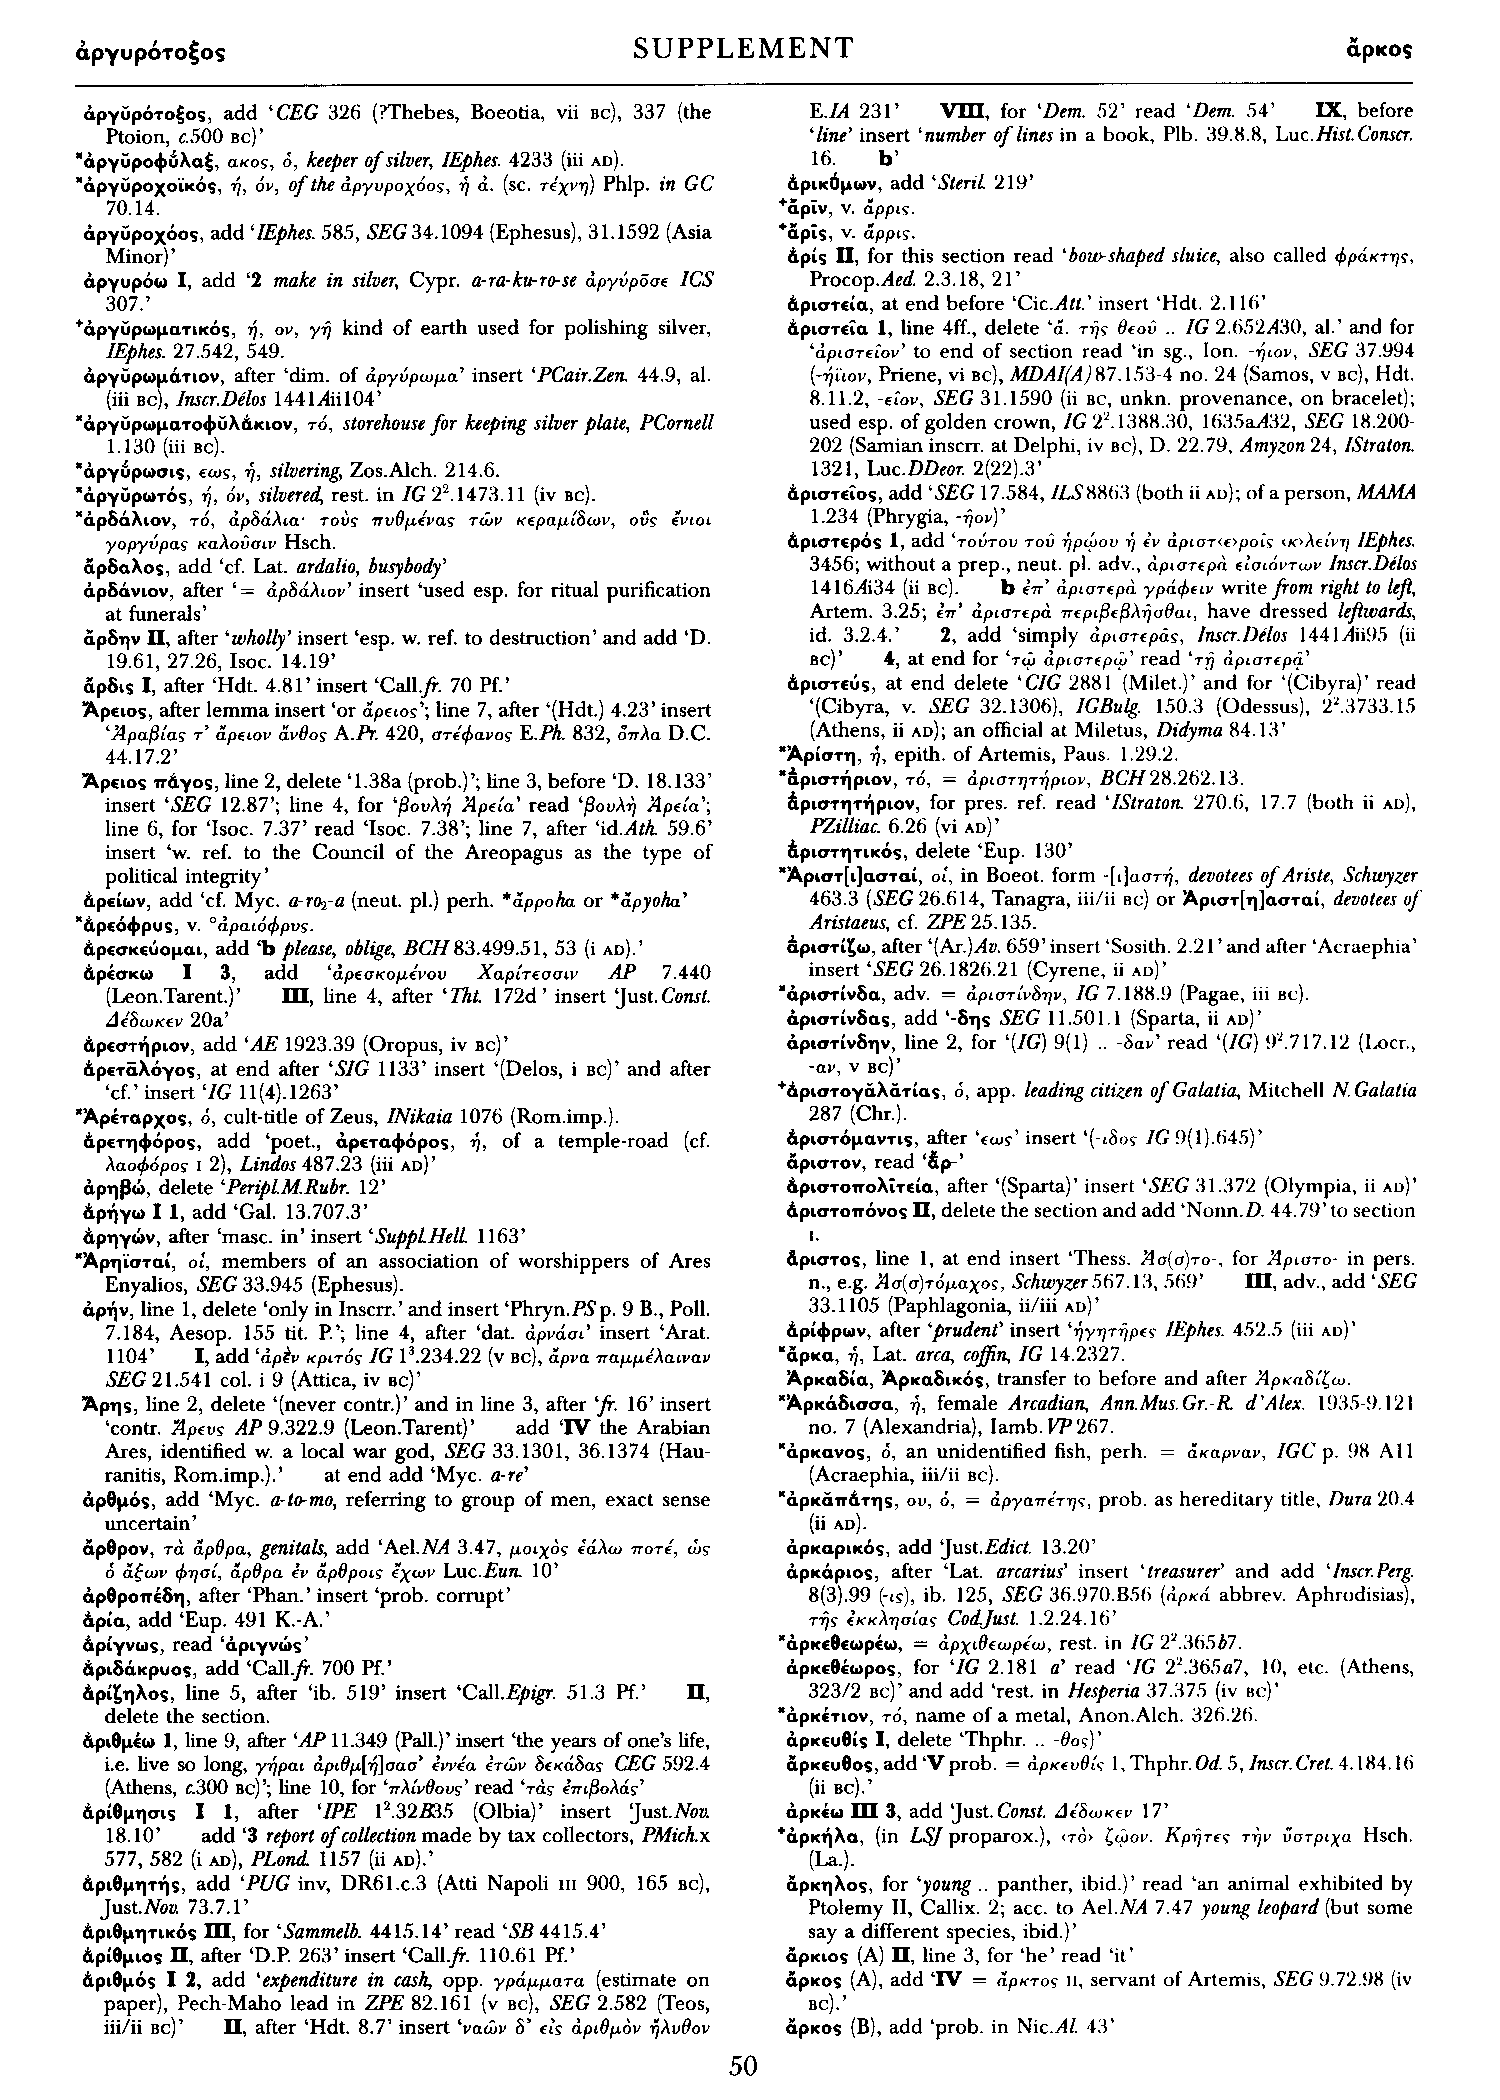 ἀργυρότοξος SUPPLEMENT ἄρκος
ἀργῠρότοξος, add ‘CEG 326 (?Thebes, Boeotia, vii BC), 337 (the
Ptoion, c.500 BC)’
*ἀργῠροφύλαξ, ακος, ὁ, keeper of silver, IEphes. 4233 (iii AD).
*ἀργῠροχοϊκός, ή, όν, of the ἀργυροχόος, ἡ ἀ. (sc. τέχνη) Phlp. in GC
70.14.
ἀργῠροχόος, add ‘IEphes. 585, SEG 34.1094 (Ephesus), 31.1592 (Asia
Minor)’
ἀργυρόω I, add ‘2 make in silver, Cypr. a-ra-ku-ro-se ἀργύρōσε ICS
307.’
⁺ἀργῠρωματικός, ή, ον, γῆ kind of earth used for polishing silver,
IEphes. 27.542, 549.
ἀργῠρωμάτιον, after ‘dim. of ἀργύρωμα’ insert ‘PCair.Zen. 44.9, al.
(iii BC), Inscr.Délos 1441Aii104’
*ἀργῠρωματοφῠλάκιον, τό, storehouse for keeping silver plate, PCornell
1.130 (iii BC).
*ἀργύρωσις, εως, ἡ, silvering, Zos.Alch. 214.6.
*ἀργῠρωτός, ή, όν, silvered, rest. in IG 2².1473.11 (iv BC).
*ἀρδάλιον, τό, ἀρδάλια· τοὺς πυθμένας τῶν κεραμίδων, οὓς ἔνιοι
γοργύρας καλοῦσιν Hsch.
ἄρδαλος, add ‘cf. Lat. ardalio, busybody’
ἀρδάνιον, after ‘= ἀρδάλιον’ insert ‘used esp. for ritual purification
at funerals’
ἄρδην II, after ‘wholly’ insert ‘esp. w. ref. to destruction’ and add ‘D.
19.61, 27.26, Isoc. 14.19’
ἄρδις I, after ‘Hdt. 4.81’ insert ‘Call.fr. 70 Pf.’
Ἄρειος, after lemma insert ‘or ἄρειος’; line 7, after ‘(Hdt.) 4.23’ insert
‘Ἀραβίας τ’ ἄρειον ἄνθος A.Pr. 420, στέφανος E.Ph. 832, ὅπλα D.C.
44.17.2’
Ἄρειος πάγος, line 2, delete ‘1.38a (prob.)’; line 3, before ‘D. 18.133’
insert ‘SEG 12.87’; line 4, for ‘βουλή Ἀρεία’ read ‘βουλὴ Ἀρεία’;
line 6, for ‘Isoc. 7.37’ read ‘Isoc. 7.38’; line 7, after ‘id.Ath. 59.6’
insert ‘w. ref. to the Council of the Areopagus as the type of
political integrity’
ἀρείων, add ‘cf. Myc. a-ro₂-a (neut. pl.) perh. *ἄρροhα or *ἄρyοhα’
*ἀρεόφρυς, v. °ἀραιόφρυς.
ἀρεσκεύομαι, add ‘b please, oblige, BCH 83.499.51, 53 (i AD).’
ἀρέσκω I 3, add ‘ἀρεσκομένου Χαρίτεσσιν AP 7.440
(Leon.Tarent.)’ III, line 4, after ‘Tht. 172d’ insert ‘Just.Const.
Δέδωκεν 20a’
ἀρεστήριον, add ‘AE 1923.39 (Oropus, iv BC)’
ἀρετᾱλόγος, at end after ‘SIG 1133’ insert ‘(Delos, i BC)’ and after
‘cf.’ insert ‘IG 11(4).1263’
*Ἀρέταρχος, ὁ, cult-title of Zeus, INikaia 1076 (Rom.imp.).
ἀρετηφόρος, add ‘poet., ἀρεταφόρος, ἡ, of a temple-road (cf.
λαοφόρος I 2), Lindos 487.23 (iii AD)’
ἀρηβώ, delete ‘Peripl.M.Rubr. 12’
ἀρήγω I 1, add ‘Gal. 13.707.3’
ἀρηγών, after ‘masc. in’ insert ‘Suppl.Hell. 1163’
*Ἀρηϊσταί, οἱ, members of an association of worshippers of Ares
Enyalios, SEG 33.945 (Ephesus).
ἀρήν, line 1, delete ‘only in Inscrr.’ and insert ‘Phryn.PS p. 9 B., Poll.
7.184, Aesop. 155 tit. P.’; line 4, after ‘dat. ἀρνάσι’ insert ‘Arat.
1104’ I, add ‘ἀρὲν κριτός IG 1³.234.22 (v BC), ἄρνα παμμέλαιναν
SEG 21.541 col. i 9 (Attica, iv BC)’
Ἄρης, line 2, delete ‘(never contr.)’ and in line 3, after ‘fr. 16’ insert
‘contr. Ἄρευς AP 9.322.9 (Leon.Tarent)’ add ‘IV the Arabian
Ares, identified w. a local war god, SEG 33.1301, 36.1374 (Hau-
ranitis, Rom.imp.).’ at end add ‘Myc. a-re’
ἀρθμός, add ‘Myc. a-to-mo, referring to group of men, exact sense
uncertain’
ἄρθρον, τὰ ἄρθρα, genitals, add ‘Ael.NA 3.47, μοιχὸς ἑάλω ποτέ, ὡς
ὁ ἄξων φησί, ἄρθρα ἐν ἄρθροις ἔχων Luc.Eun. 10’
ἀρθροπέδη, after ‘Phan.’ insert ‘prob. corrupt’
ἀρία, add ‘Eup. 491 K.-A.’
ἀρίγνως, read ‘ἀριγνώς’
ἀριδάκρυος, add ‘Call.fr. 700 Pf.’
ἀρίζηλος, line 5, after ‘ib. 519’ insert ‘Call.Epigr. 51.3 Pf.’ II,
delete the section.
ἀριθμέω 1, line 9, after ‘AP 11.349 (Pall.)’ insert ‘the years of one’s life,
i.e. live so long, γήραι ἀριθμ[ή]σασ’ ἐννέα ἐτῶν δεκάδας CEG 592.4
(Athens, c.300 BC)’; line 10, for ‘πλίνθους’ read ‘τὰς ἐπιβολάς’
ἀρίθμησις I 1, after ‘IPE 1².32B35 (Olbia)’ insert ‘Just.Nov.
18.10’ add ‘3 report of collection made by tax collectors, PMich.x
577, 582 (i AD), PLond. 1157 (ii AD).’
ἀριθμητής, add ‘PUG inv, DR61.c.3 (Atti Napoli III 900, 165 BC),
Just.Nov. 73.7.1’
ἀριθμητικός III, for ‘Sammelb. 4415.14’ read ‘SB 4415.4’
ἀρίθμιος II, after ‘D.P. 263’ insert ‘Call.fr. 110.61 Pf.’
ἀριθμός I 2, add ‘expenditure in cash, opp. γράμματα (estimate on
paper), Pech-Maho lead in ZPE 82.161 (v BC), SEG 2.582 (Teos,
iii/ii BC)’ II, after ‘Hdt. 8.7’ insert ‘ναῶν δ’ εἰς ἀριθμὸν ἤλυθον
E.IA 231’ VIII, for ‘Dem. 52’ read ‘Dem. 54’ IX, before
‘line’ insert ‘number of lines in a book, Plb. 39.8.8, Luc.Hist.Conscr.
16. b’
ἀρικύμων, add ‘Steril. 219’
⁺ἄρῑν, v. ἄρρις.
⁺ἄρῑς, v. ἄρρις.
ἀρίς II, for this section read ‘bow-shaped sluice, also called φράκτης,
Procop.Aed. 2.3.18, 21’
ἀριστεία, at end before ‘Cic.Att.’ insert ‘Hdt. 2.116’
ἀριστεῖα 1, line 4ff., delete ‘ἀ. τῆς θεοῦ .. IG 2.652A30, al.’ and for
‘ἀριστεῖον’ to end of section read ‘in sg., Ion. -ήιον, SEG 37.994
(-ήϊιον, Priene, vi BC), MDAI(A) 87.153-4 no. 24 (Samos, v BC), Hdt.
8.11.2, -εῖον, SEG 31.1590 (ii BC, unkn. provenance, on bracelet);
used esp. of golden crown, IG 2².1388.30, 1635aA32, SEG 18.200-
202 (Samian inscrr. at Delphi, iv BC), D. 22.79, Amyzon 24, IStraton.
1321, Luc.DDeor. 2(22).3’
ἀριστεῖος, add ‘SEG 17.584, ILS 8863 (both ii AD); of a person, MAMA
1.234 (Phrygia, -ῆον)’
ἀριστερός 1, add ‘τούτου τοῦ ἡρῴου ἡ ἐν ἀριστ‹ε›ροῖς ‹κ›λείνη IEphes.
3456; without a prep., neut. pl. adv., ἀριστερὰ εἰσιόντων Inscr.Délos
1416Ai34 (ii BC). b ἐπ’ ἀριστερὰ γράφειν write from right to left,
Artem. 3.25; ἐπ’ ἀριστερὰ περιβεβλῆσθαι, have dressed leftwards,
id. 3.2.4.’ 2, add ‘simply ἀριστερᾶς, Inscr.Délos 1441Aii95 (ii
BC)’ 4, at end for ‘τῷ ἀριστερῷ’ read ‘τῇ ἀριστερᾷ’
ἀριστεύς, at end delete ‘CIG 2881 (Milet.)’ and for ‘(Cibyra)’ read
‘(Cibyra, v. SEG 32.1306), IGBulg. 150.3 (Odessus), 2².3733.15
(Athens, ii AD); an official at Miletus, Didyma 84.13’
*Ἀρίστη, ἡ, epith. of Artemis, Paus. 1.29.2.
*ἀριστήριον, τό, = ἀριστητήριον, BCH 28.262.13.
ἀριστητήριον, for pres. ref. read ‘IStraton. 270.6, 17.7 (both ii AD),
PZilliac. 6.26 (vi AD)’
ἀριστητικός, delete ‘Eup. 130’
*Ἀριστ[ι]ασταί, οἱ, in Boeot. form -[ι]αστή, devotees of Ariste, Schwyzer
463.3 (SEG 26.614, Tanagra, iii/ii BC) or Ἀριστ[η]ασταί, devotees of
Aristaeus, cf. ZPE 25.135.
ἀριστίζω, after ‘(Ar.)Av. 659’ insert ‘Sosith. 2.21’ and after ‘Acraephia’
insert ‘SEG 26.1826.21 (Cyrene, ii AD)’
*ἀριστίνδα, adv. = ἀριστίνδην, IG 7.188.9 (Pagae, iii BC).
ἀριστίνδας, add ‘-δης SEG 11.501.1 (Sparta, ii AD)’
ἀριστίνδην, line 2, for ‘(IG) 9(1) .. -δαν’ read ‘(IG) 9².717.12 (Locr.,
-αν, v BC)’
⁺ἀριστογᾰλᾰτίας, ὁ, app. leading citizen of Galatia, Mitchell N.Galatia
287 (Chr.).
ἀριστόμαντις, after ‘εως’ insert ‘(-ιδος IG 9(1).645)’
ἄριστον, read ‘ἆρ-’
ἀριστοπολῑτεία, after ‘(Sparta)’ insert ‘SEG 31.372 (Olympia, ii AD)’
ἀριστοπόνος II, delete the section and add ‘Nonn.D. 44.79’ to section
I.
ἄριστος, line 1, at end insert ‘Thess. Ἀσ(σ)το-, for Ἀριστο- in pers.
n., e.g. Ἀσ(σ)τόμαχος, Schwyzer 567.13, 569’ III, adv., add ‘SEG
33.1105 (Paphlagonia, ii/iii AD)’
ἀρίφρων, after ‘prudent’ insert ‘ἡγητῆρες IEphes. 452.5 (iii AD)’
*ἄρκα, ἡ, Lat. arca, coffin, IG 14.2327.
Ἀρκαδία, Ἀρκαδικός, transfer to before and after Ἀρκαδίζω.
*Ἀρκάδισσα, ἡ, female Arcadian, Ann.Mus.Gr.-R. d’Alex. 1935-9.121
no. 7 (Alexandria), Iamb.VP 267.
*ἀρκανος, ὁ, an unidentified fish, perh. = ἀκαρναν, IGC p. 98 A11
(Acraephia, iii/ii BC).
*ἀρκᾰπάτης, ου, ὁ, = ἀργαπέτης, prob. as hereditary title, Dura 20.4
(ii AD).
ἀρκαρικός, add ‘Just.Edict. 13.20’
ἀρκάριος, after ‘Lat. arcarius’ insert ‘treasurer’ and add ‘Inscr.Perg.
8(3).99 (-ις), ib. 125, SEG 36.970.B56 (ἀρκά abbrev. Aphrodisias),
τῆς ἐκκλησίας Cod.Just. 1.2.24.16’
*ἀρκεθεωρέω, = ἀρχιθεωρέω, rest. in IG 2².365b7.
ἀρκεθέωρος, for ‘IG 2.181 a’ read ‘IG 2².365a7, 10, etc. (Athens,
323/2 BC)’ and add ‘rest. in Hesperia 37.375 (iv BC)’
*ἀρκέτιον, τό, name of a metal, Anon.Alch. 326.26.
ἀρκευθίς I, delete ‘Thphr. .. -θος)’
ἄρκευθος, add ‘V prob. = ἀρκευθίς 1, Thphr.Od. 5, Inscr.Cret. 4.184.16
(ii BC).’
ἀρκέω III 3, add ‘Just.Const. Δέδωκεν 17’
⁺ἀρκήλα, (in LSJ proparox.), ‹τὸ› ζῷον. Κρῆτες τὴν ὕστριχα Hsch.
(La.).
ἄρκηλος, for ‘young .. panther, ibid.)’ read ‘an animal exhibited by
Ptolemy II, Callix. 2; acc. to Ael.NA 7.47 young leopard (but some
say a different species, ibid.)’
ἄρκιος (A) II, line 3, for ‘he’ read ‘it’
ἄρκος (A), add ‘IV = ἄρκτος II, servant of Artemis, SEG 9.72.98 (iv
BC).’
ἄρκος (B), add ‘prob. in Nic.Al. 43’
50